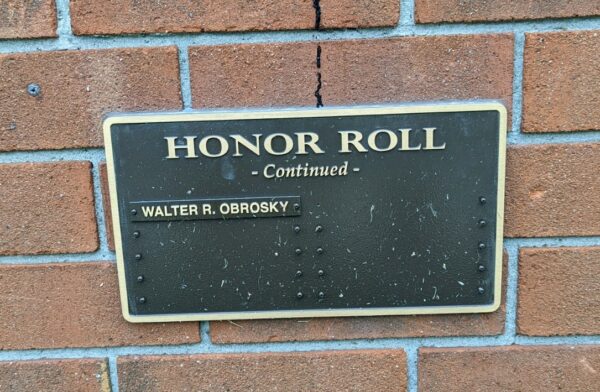 HONOR ROLL
- Continued -
WALTER R. OBROSKY